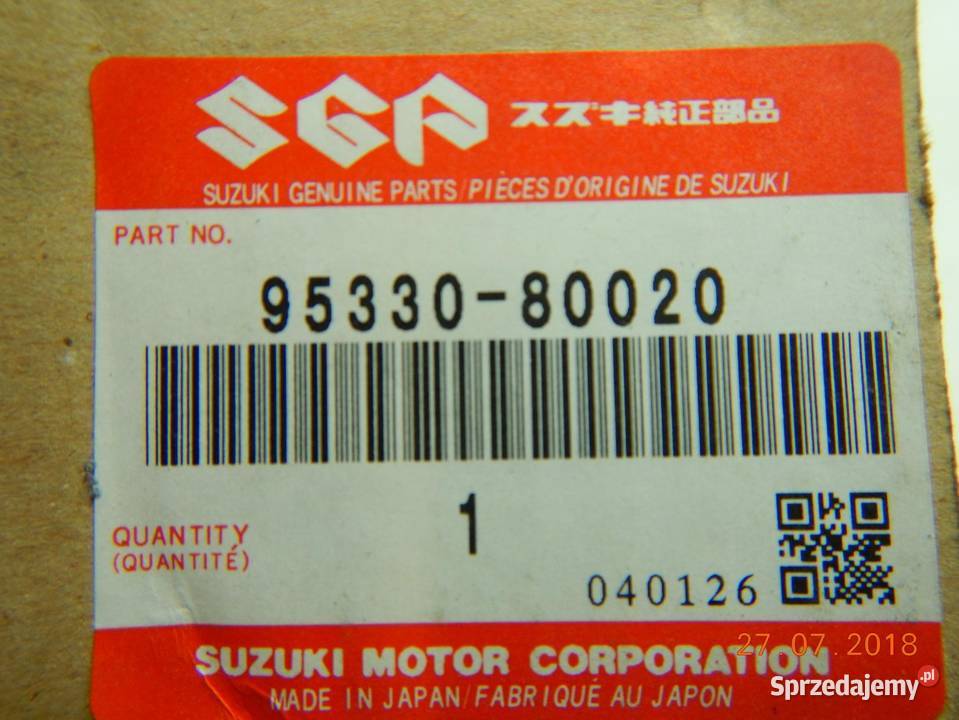 SGP スズキ純正部品
SUZUKI GENUINE PARTS/PIÈCES D'ORIGINE DE SUZUKI
PART NO.
95330-80020
1
QUANTITY
(QUANTITÉ)
040126
27.07.2018
SUZUKI MOTOR CORPORATION
MADE IN JAPAN/FABRIQUÉ AU JAPON
Sprzedajemy.pl